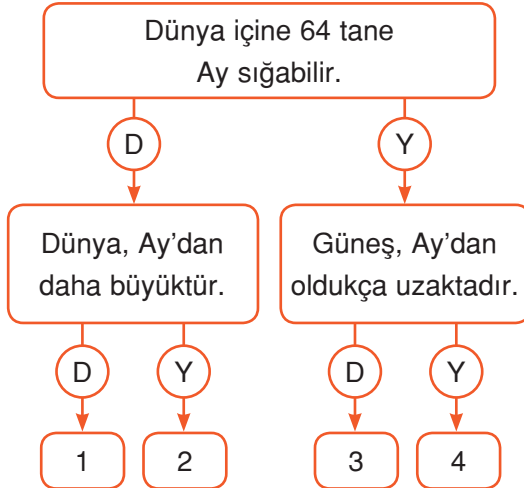 Dünya içine 64 tane
Ay sığabilir.
D
Y
Dünya, Ay’dan
daha büyüktür.
Güneş, Ay’dan
oldukça uzaktadır.
D
Y
D
Y
1
2
3
4